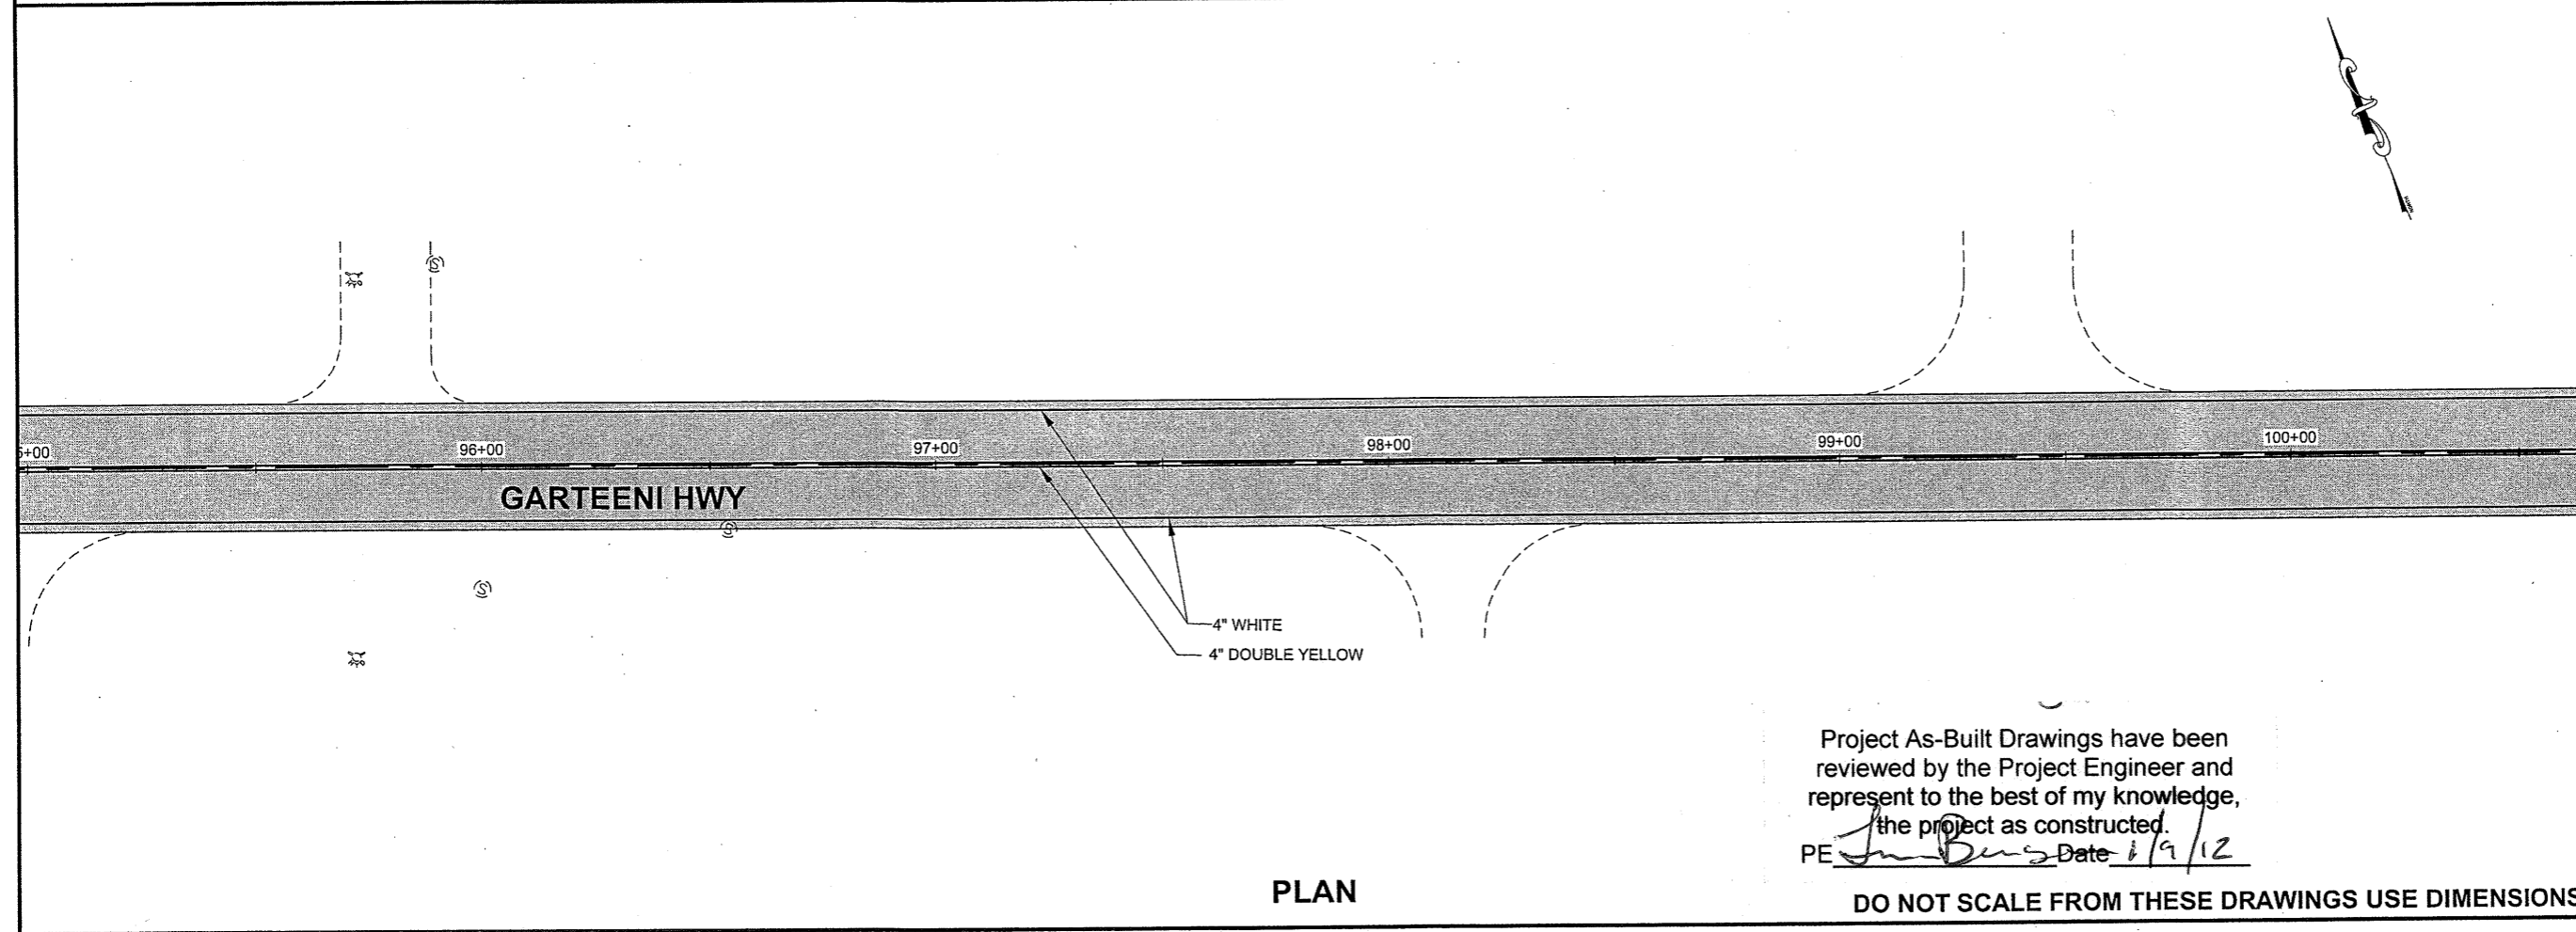 5+00
96+00
97+00
98+00
99+00
100+00
GARTEENI HWY
4" WHITE
4" DOUBLE YELLOW
Project As-Built Drawings have been
reviewed by the Project Engineer and
represent to the best of my knowledge,
the project as constructed.
PE Date 1/9/12
PLAN
DO NOT SCALE FROM THESE DRAWINGS USE DIMENSIONS